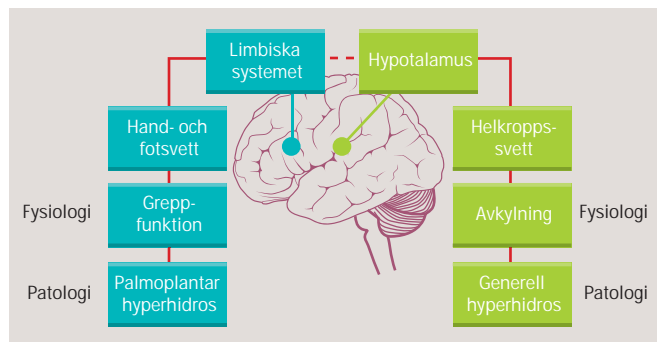 Limbiska
systemet
Hypotalamus
Hand- och
fotsvett
Helkropps-
svett
Fysiologi
Grepp-
funktion
Avkylning
Fysiologi
Patologi
Palmoplantar
hyperhidros
Generell
hyperhidros
Patologi